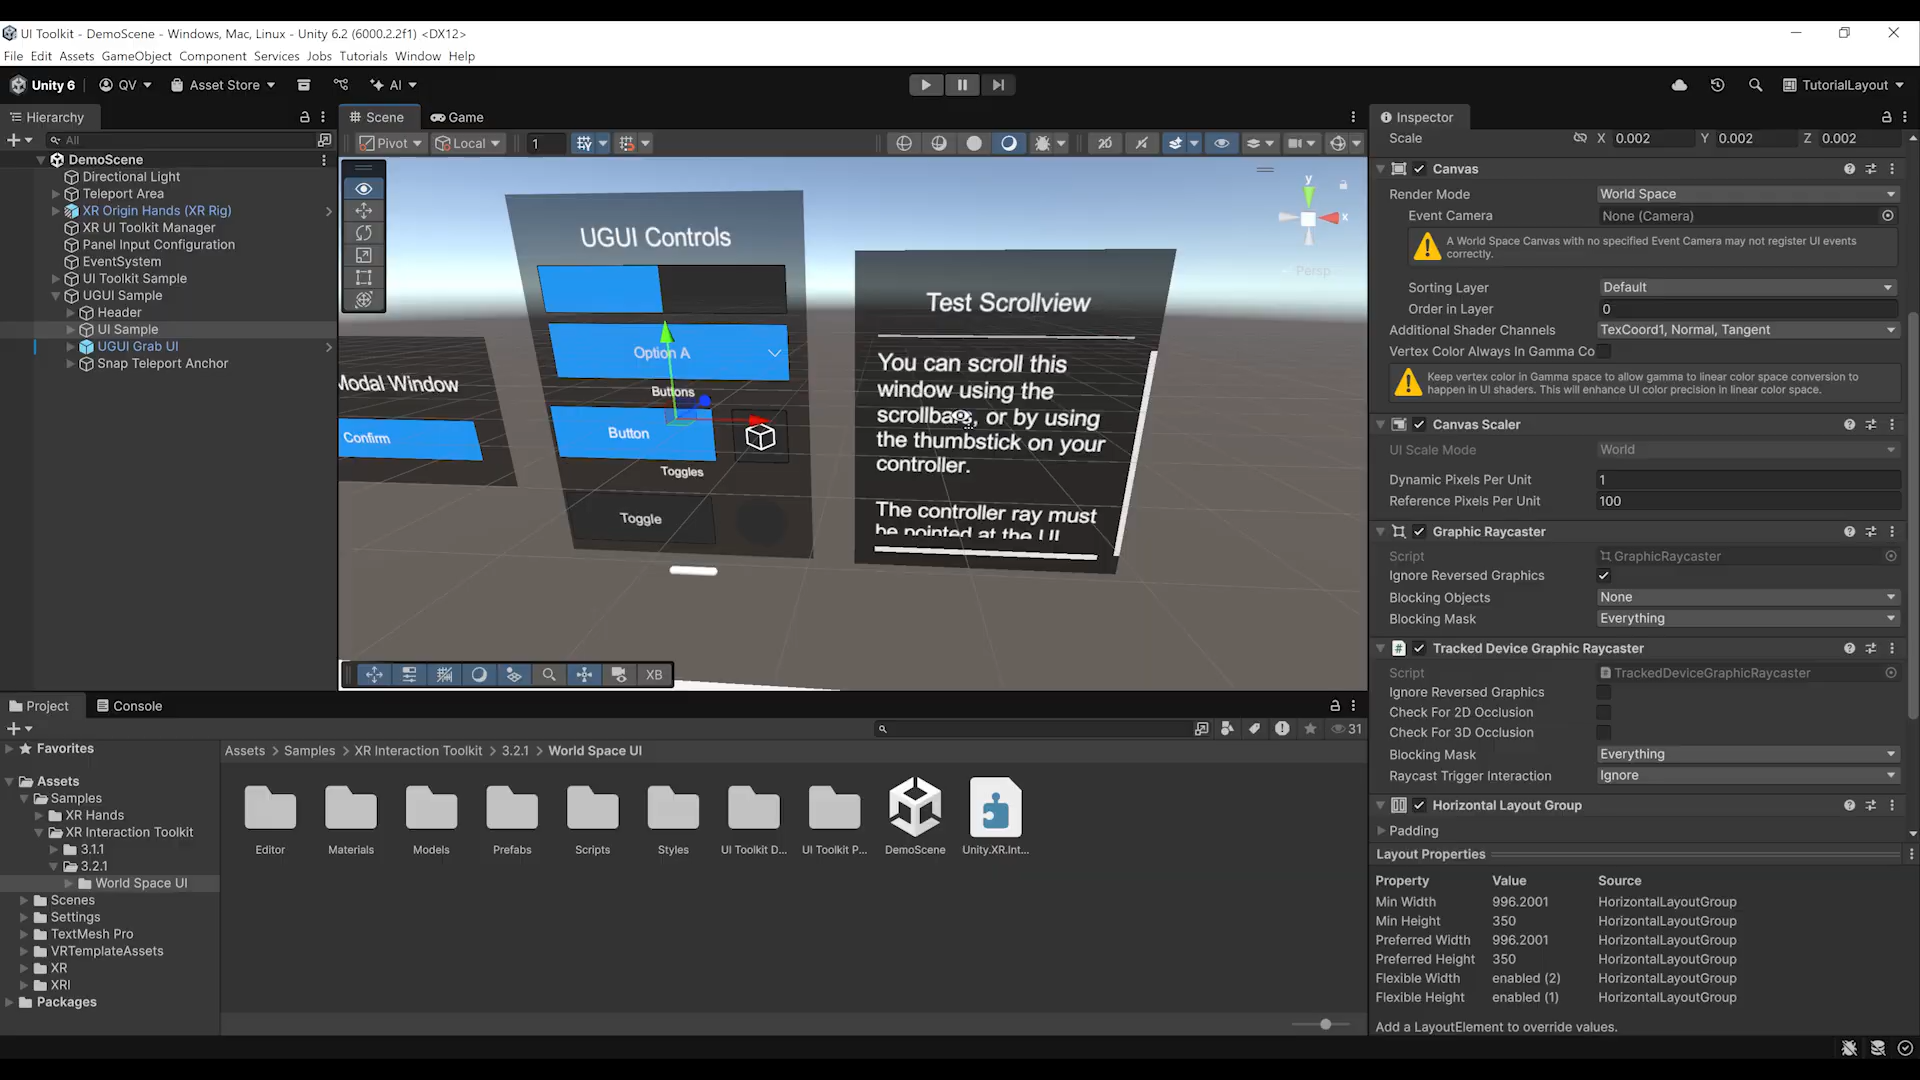 UI Toolkit - DemoScene - Windows, Mac, Linux - Unity 6.2 (6000.2.2f1) <DX12>
File Edit Assets GameObject Component Services Jobs Tutorials Window Help
Unity 6 QV Asset Store AI TutorialLayout
Hierarchy
All
DemoScene
Directional Light
Teleport Area
XR Origin Hands (XR Rig)
XR UI Toolkit Manager
Panel Input Configuration
EventSystem
UI Toolkit Sample
UGUI Sample
Header
UI Sample
UGUI Grab UI
Snap Teleport Anchor
Scene Game
Pivot Local 1 2D
y
x
Persp
Modal Window
Confirm
UGUI Controls
Option A
Buttons
Button
Toggles
Toggle
Test Scrollview
You can scroll this
window using the
scrollbars, or by using
the thumbstick on your
controller.
The controller ray must
be pointed at the UI
XB
Inspector
Scale X 0.002 Y 0.002 Z 0.002
Canvas
Render Mode World Space
Event Camera None (Camera)
A World Space Canvas with no specified Event Camera may not register UI events
correctly.
Sorting Layer Default
Order in Layer 0
Additional Shader Channels TexCoord1, Normal, Tangent
Vertex Color Always In Gamma Co
Keep vertex color in Gamma space to allow gamma to linear color space conversion to
happen in UI shaders. This will enhance UI color precision in linear color space.
Canvas Scaler
UI Scale Mode World
Dynamic Pixels Per Unit 1
Reference Pixels Per Unit 100
Graphic Raycaster
Script GraphicRaycaster
Ignore Reversed Graphics
Blocking Objects None
Blocking Mask Everything
Tracked Device Graphic Raycaster
Script TrackedDeviceGraphicRaycaster
Ignore Reversed Graphics
Check For 2D Occlusion
Check For 3D Occlusion
Blocking Mask Everything
Raycast Trigger Interaction Ignore
Horizontal Layout Group
Padding
Layout Properties
Property Value Source
Min Width 996.2001 HorizontalLayoutGroup
Min Height 350 HorizontalLayoutGroup
Preferred Width 996.2001 HorizontalLayoutGroup
Preferred Height 350 HorizontalLayoutGroup
Flexible Width enabled (2) HorizontalLayoutGroup
Flexible Height enabled (1) HorizontalLayoutGroup
Add a LayoutElement to override values.
Project Console
31
Favorites
Assets
Samples
XR Hands
XR Interaction Toolkit
3.1.1
3.2.1
World Space UI
Scenes
Settings
TextMesh Pro
VRTemplateAssets
XR
XRI
Packages
Assets > Samples > XR Interaction Toolkit > 3.2.1 > World Space UI
Editor Materials Models Prefabs Scripts Styles UI Toolkit D... UI Toolkit P... DemoScene Unity.XR.Int...